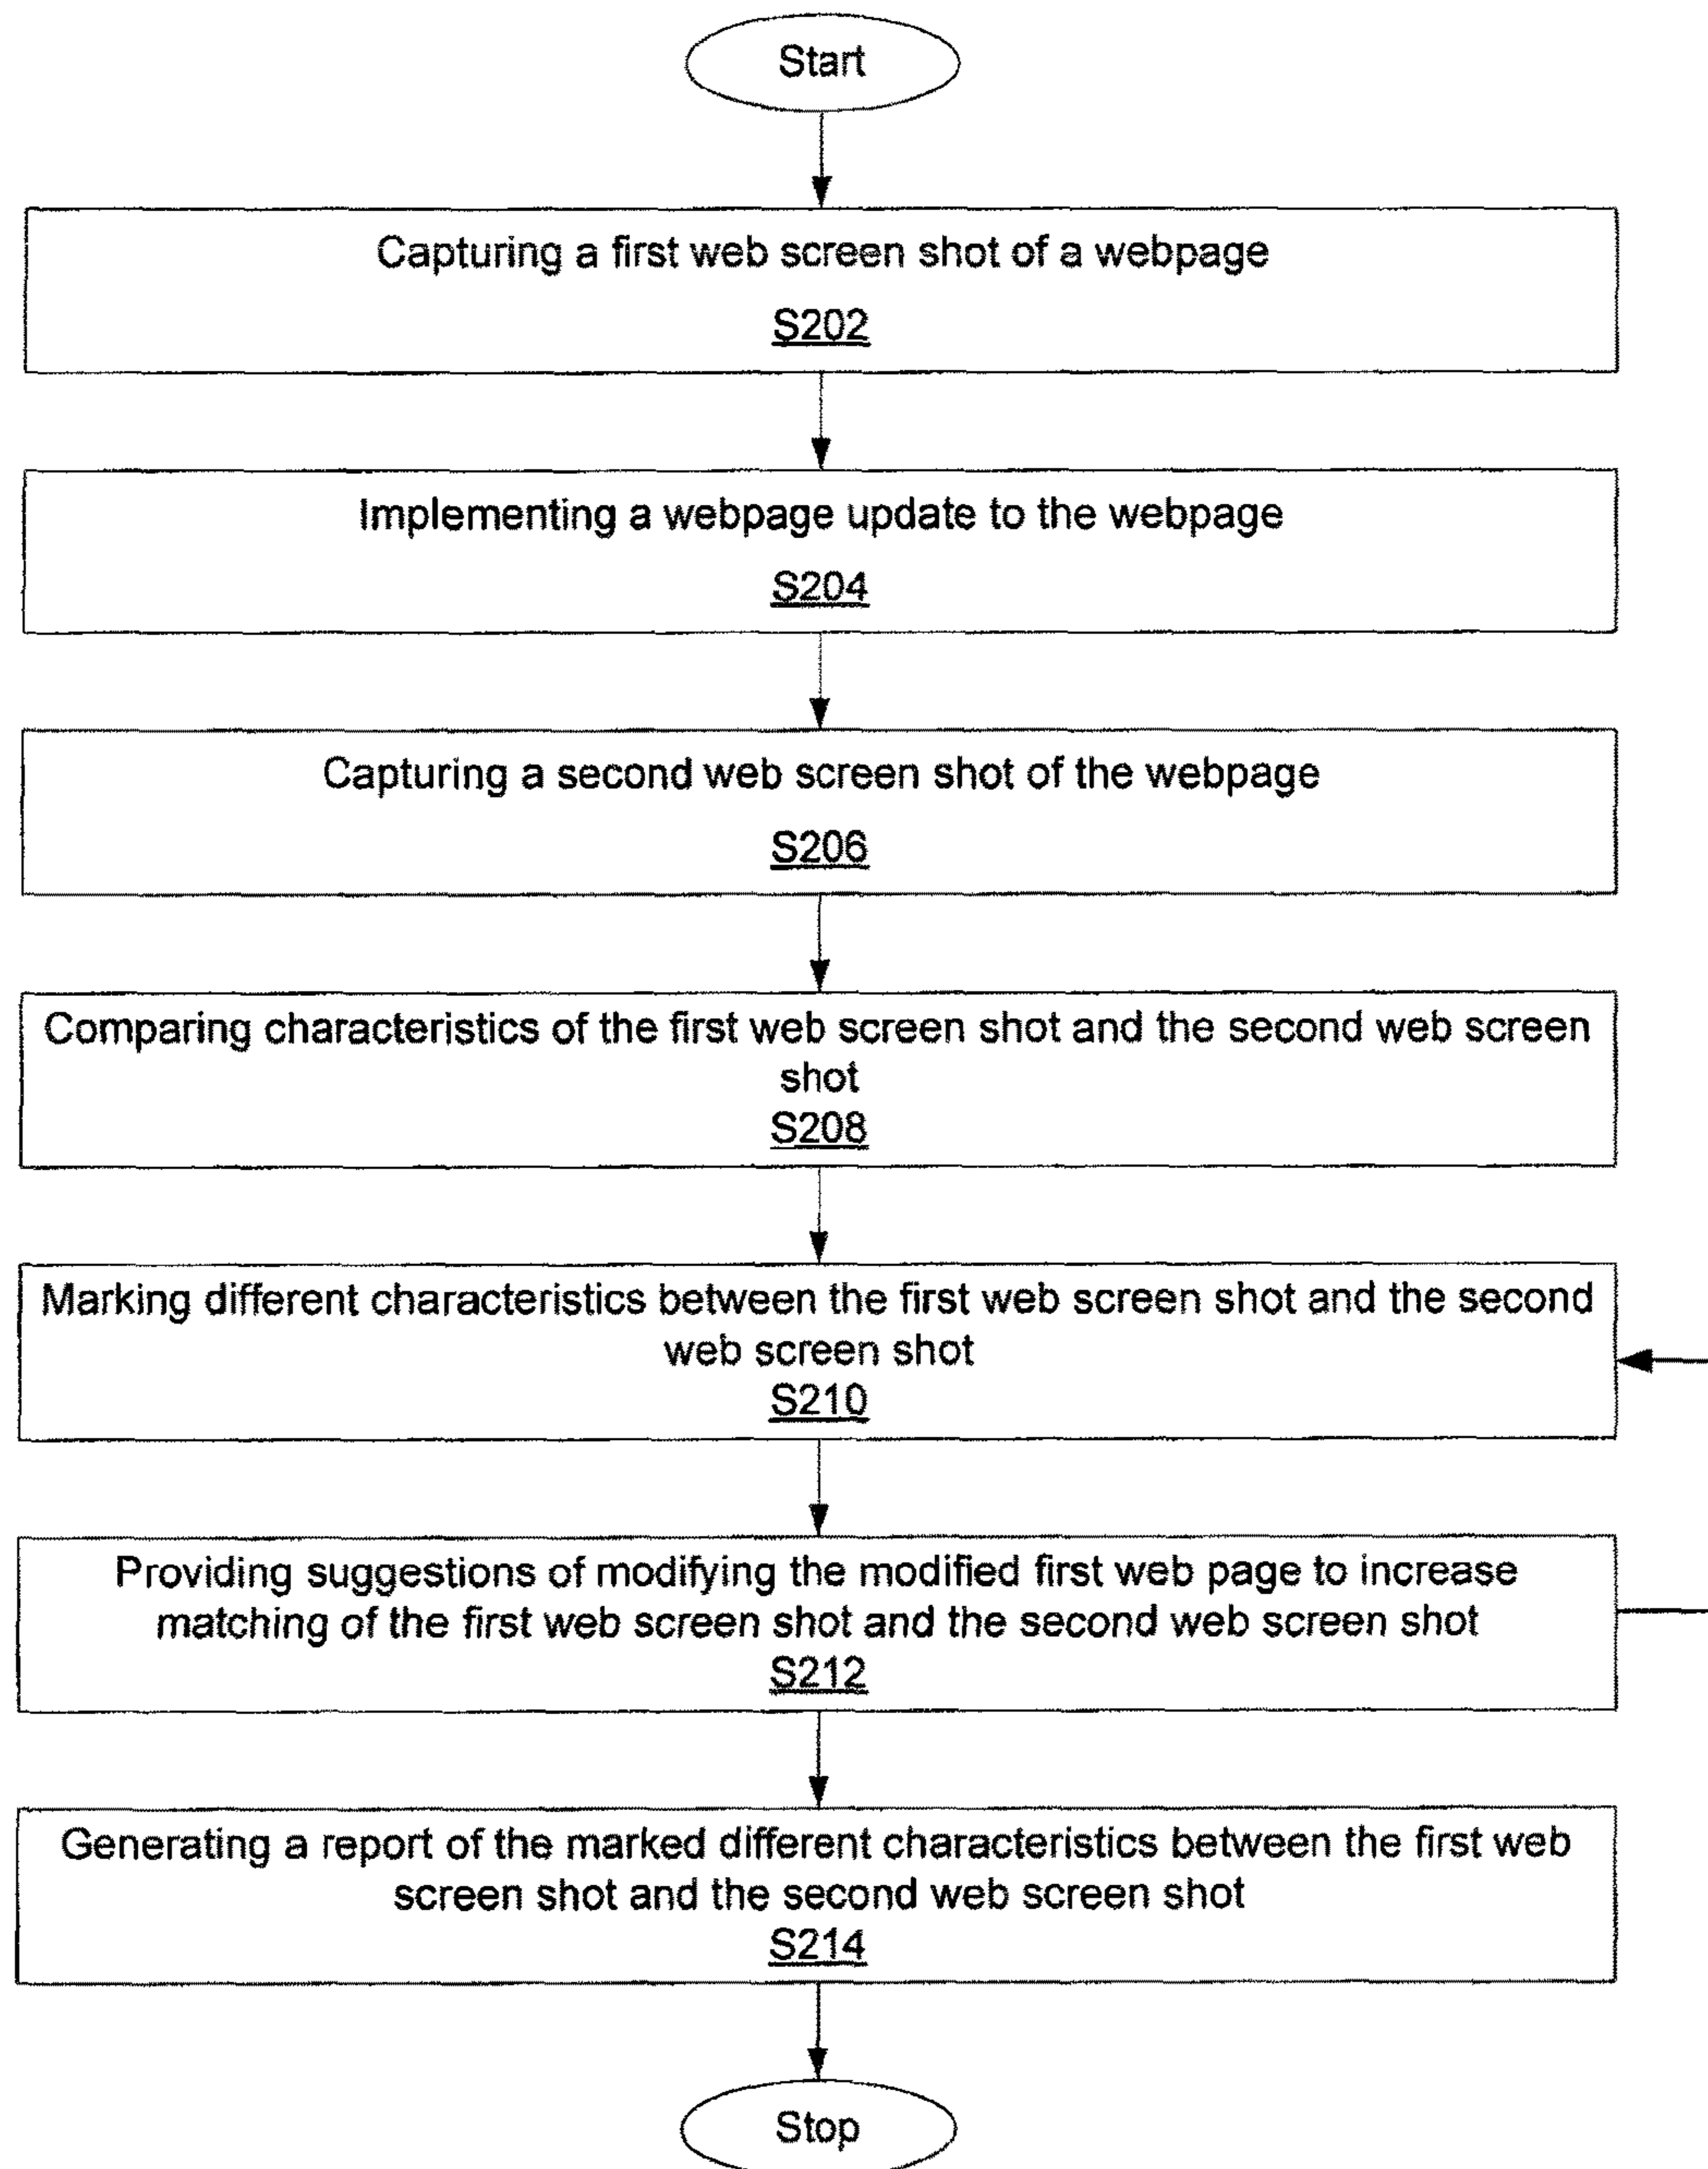 Start
Capturing a first web screen shot of a webpage
S202
Implementing a webpage update to the webpage
S204
Capturing a second web screen shot of the webpage
S206
Comparing characteristics of the first web screen shot and the second web screen
shot
S208
Marking different characteristics between the first web screen shot and the second
web screen shot
S210
Providing suggestions of modifying the modified first web page to increase
matching of the first web screen shot and the second web screen shot
S212
Generating a report of the marked different characteristics between the first web
screen shot and the second web screen shot
S214
Stop